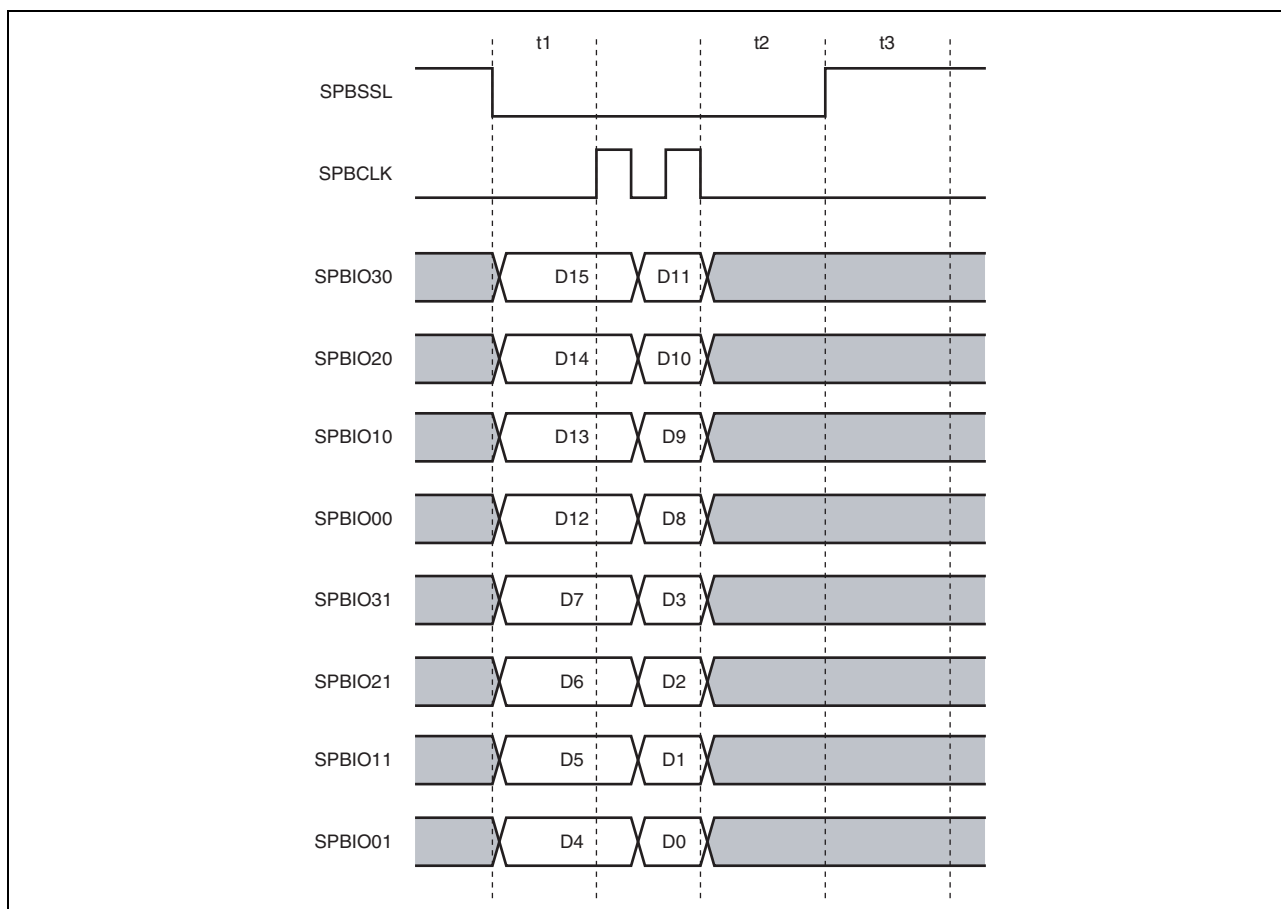 t1 t2 t3
SPBSSL
SPBCLK
SPBIO30 D15 D11
SPBIO20 D14 D10
SPBIO10 D13 D9
SPBIO00 D12 D8
SPBIO31 D7 D3
SPBIO21 D6 D2
SPBIO11 D5 D1
SPBIO01 D4 D0